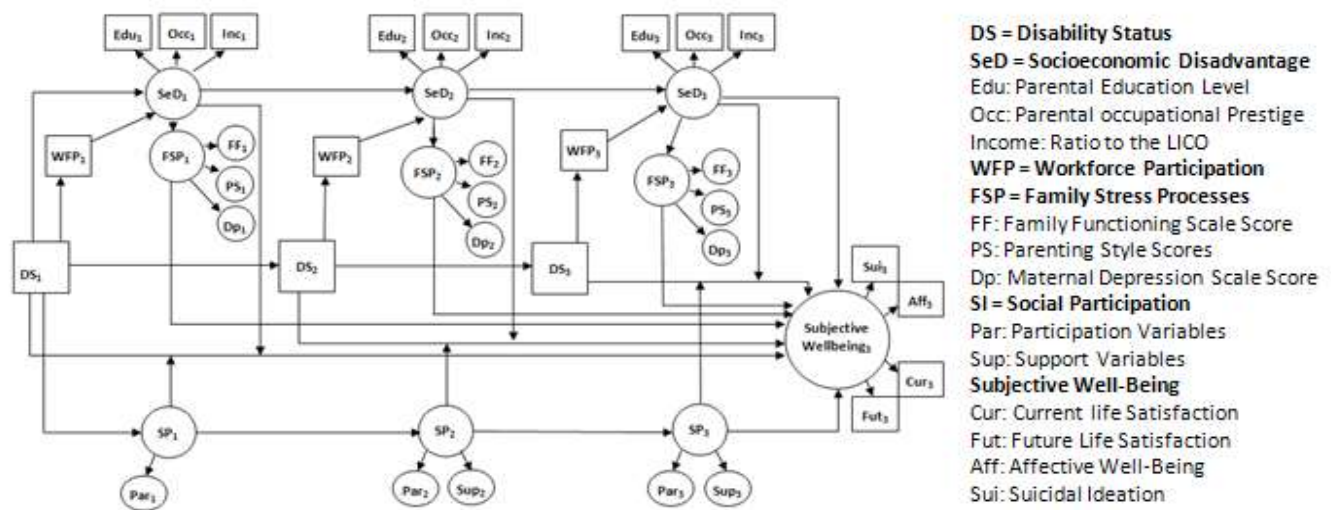 Edu₁ Occ₁ Inc₁ Edu₂ Occ₂ Inc₂ Edu₃ Occ₃ Inc₃
SeD₁ SeD₂ SeD₃
WFP₁ FSP₁ FF₁ WFP₂ FSP₂ FF₂ WFP₃ FSP₃ FF₃
PS₁ PS₂ PS₃
Dp₁ Dp₂ Dp₃
DS₁ DS₂ DS₃
Sui₃
Aff₃
Subjective
Wellbeing₃
Cur₃
Fut₃
SP₁ SP₂ SP₃
Par₁ Par₂ Sup₂ Par₃ Sup₃
DS = Disability Status
SeD = Socioeconomic Disadvantage
Edu: Parental Education Level
Occ: Parental occupational Prestige
Income: Ratio to the LICO
WFP = Workforce Participation
FSP = Family Stress Processes
FF: Family Functioning Scale Score
PS: Parenting Style Scores
Dp: Maternal Depression Scale Score
SI = Social Participation
Par: Participation Variables
Sup: Support Variables
Subjective Well-Being
Cur: Current life Satisfaction
Fut: Future Life Satisfaction
Aff: Affective Well-Being
Sui: Suicidal Ideation